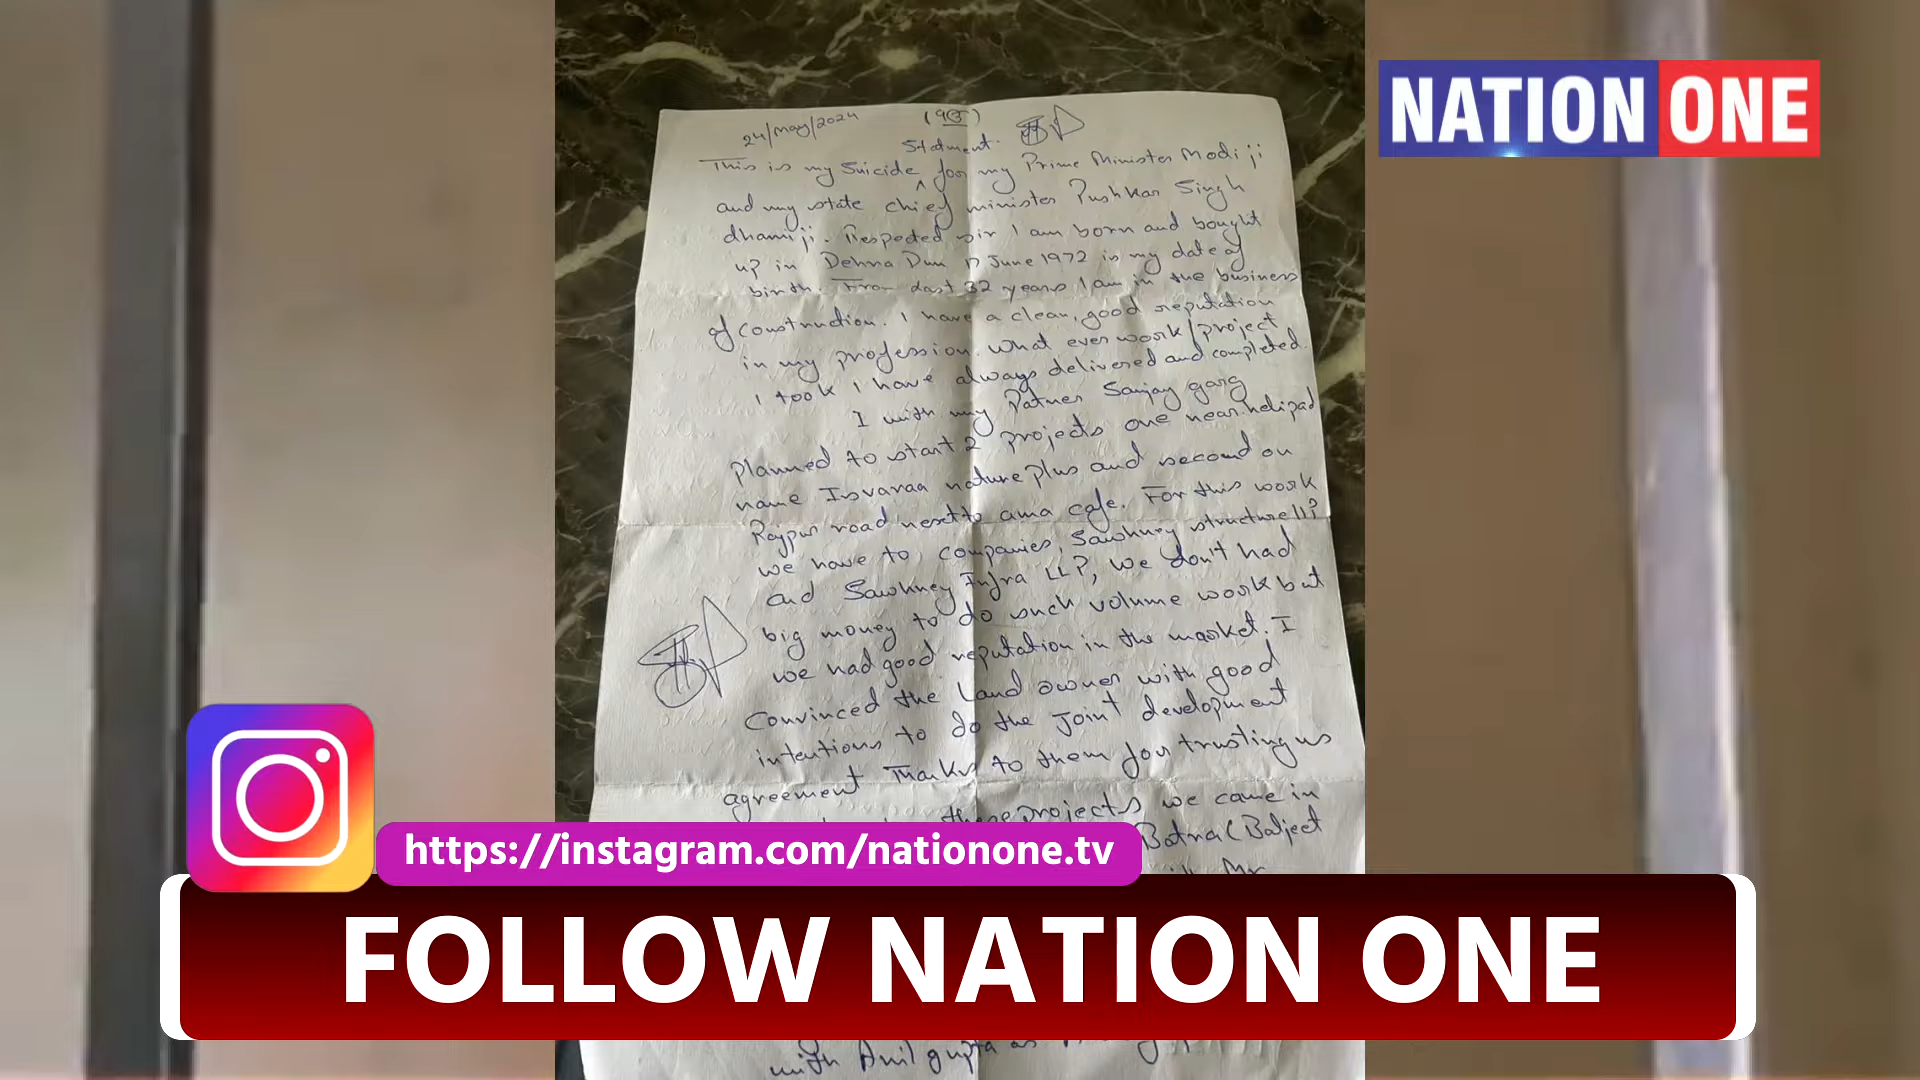 NATION ONE
24/May/2024
(ੴ)
Statment.
This is my Suicide ^ for my Prime Minister Modi ji
and my state chief minister Pushkar Singh
dhami ji. Respected sir I am born and bought
up in Dehra Dun 17 June 1972 is my date of
birth. From last 32 years I am in the business
of construction. I have a clean, good reputation
in my profession. What ever work/project
I took I have always delivered and completed.
I with my Patner Sanjay garg
planned to start 2 projects one near helipad
name Isvaraa nature plus and second on
Rajpur road next to ama cafe. For this work
we have to companies, Sawhney structure llp
and Sawhney Infra LLP, we don't had
big money to do such volume work but
we had good reputation in the market. I
Convinced the Land owner with good
intentions to do the Joint development
agreement Thanks to them for trusting us
these projects we came in
Batra (Baljeet
Mr
https://instagram.com/nationone.tv
FOLLOW NATION ONE
with Anil gupta as